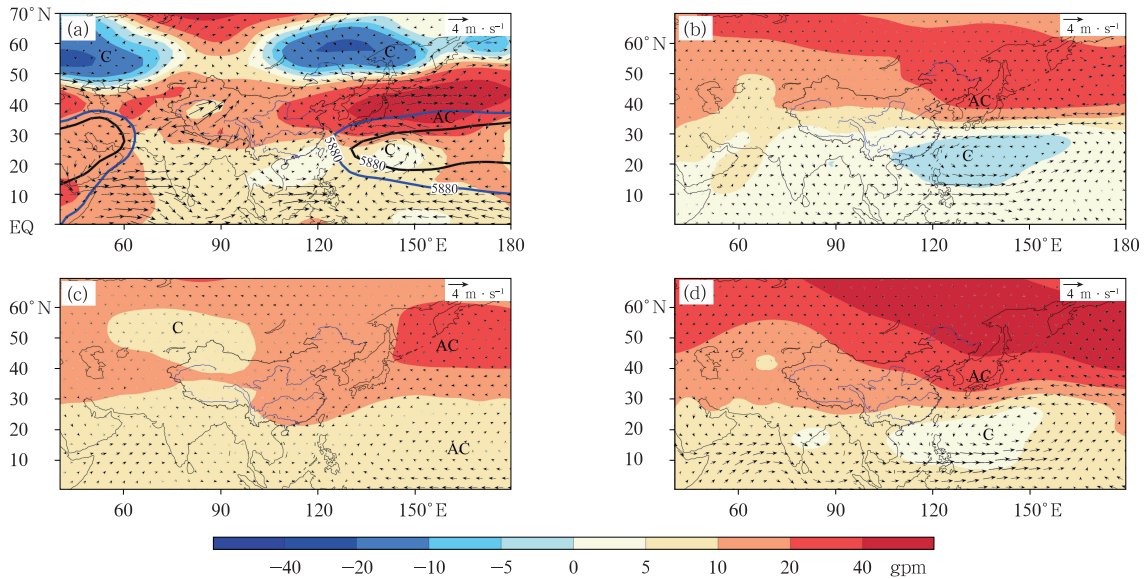 70°N (a) 4 m·s⁻¹
60
50
40
30
20
10
EQ
C C AC C
5880 5880 5880
60 90 120 150°E 180
(b) 4 m·s⁻¹
60°N
50
40
30
20
10
AC C
60 90 120 150°E 180
(c) 4 m·s⁻¹
60°N
50
40
30
20
10
C AC AC
60 90 120 150°E
(d) 4 m·s⁻¹
60°N
50
40
30
20
10
AC C
60 90 120 150°E
−40 −20 −10 −5 0 5 10 20 40 gpm